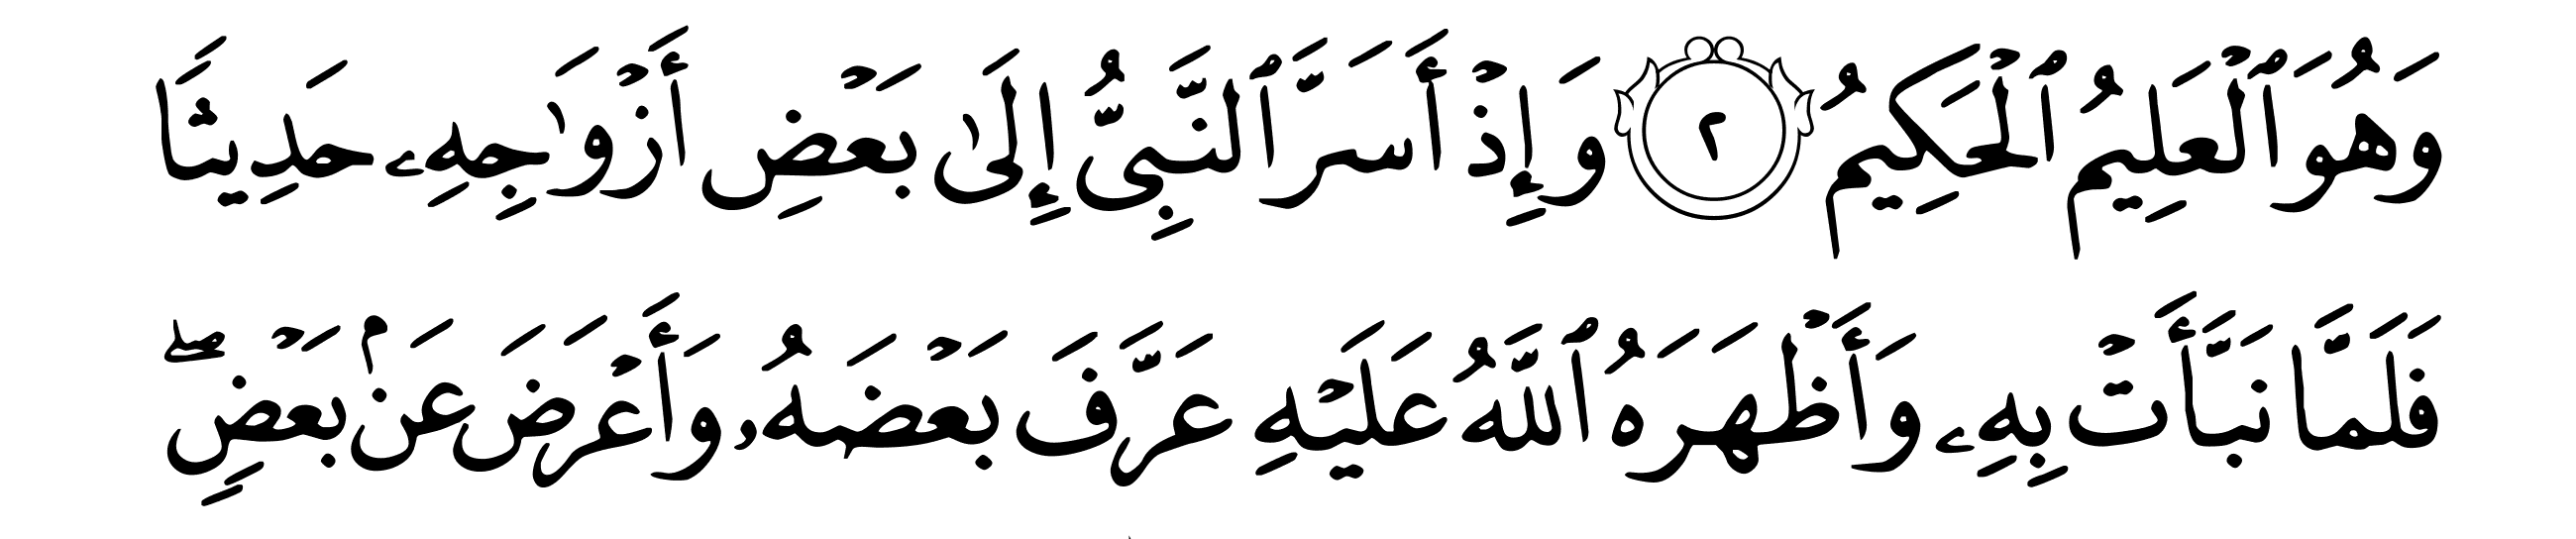 وَهُوَ ٱلْعَلِيمُ ٱلْحَكِيمُ ٢ وَإِذْ أَسَرَّ ٱلنَّبِىُّ إِلَىٰ بَعْضِ أَزْوَٰجِهِۦ حَدِيثًا
فَلَمَّا نَبَّأَتْ بِهِۦ وَأَظْهَرَهُ ٱللَّهُ عَلَيْهِ عَرَّفَ بَعْضَهُۥ وَأَعْرَضَ عَنۢ بَعْضٍۖ